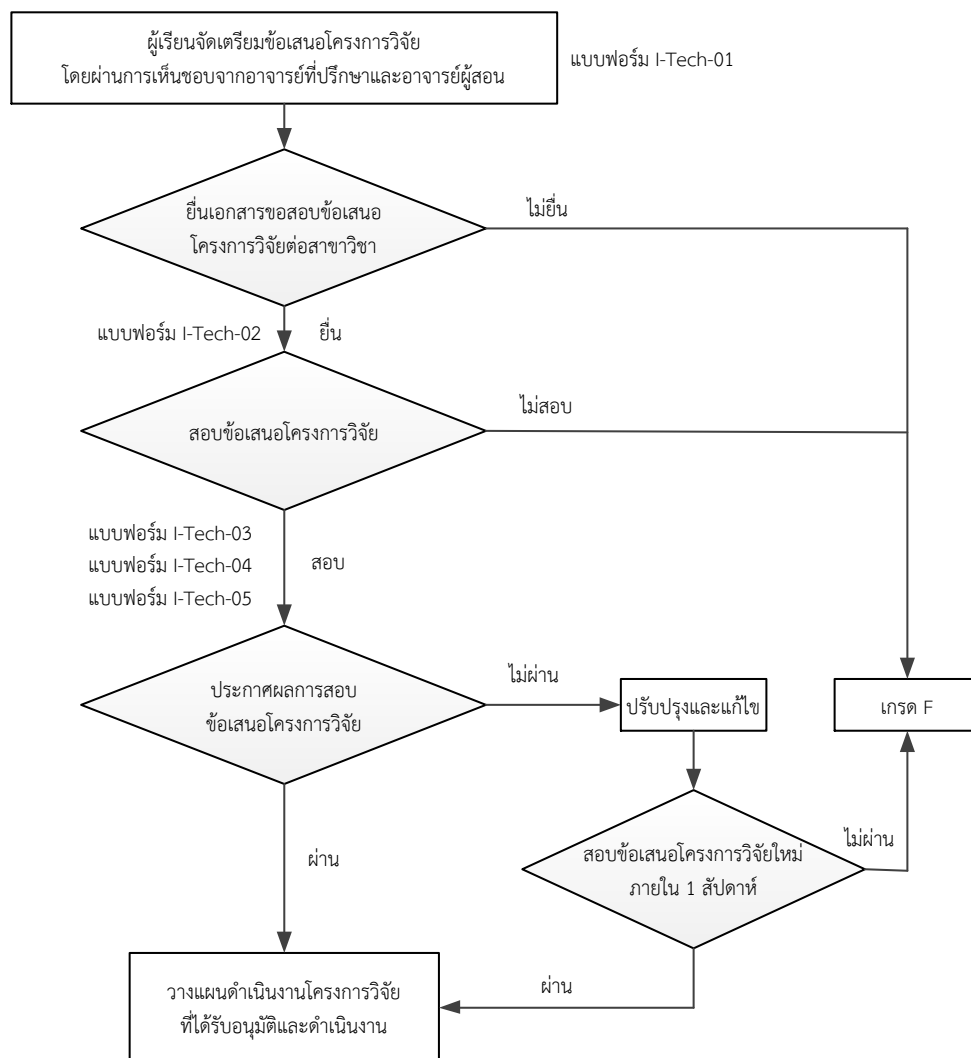 ผู้เรียนจัดเตรียมข้อเสนอโครงการวิจัย
โดยผ่านการเห็นชอบจากอาจารย์ที่ปรึกษาและอาจารย์ผู้สอน
แบบฟอร์ม I-Tech-01
ยื่นเอกสารขอสอบข้อเสนอ
โครงการวิจัยต่อสาขาวิชา
ไม่ยื่น
แบบฟอร์ม I-Tech-02
ยื่น
สอบข้อเสนอโครงการวิจัย
ไม่สอบ
แบบฟอร์ม I-Tech-03
แบบฟอร์ม I-Tech-04
แบบฟอร์ม I-Tech-05
สอบ
ประกาศผลการสอบ
ข้อเสนอโครงการวิจัย
ไม่ผ่าน
ปรับปรุงและแก้ไข
เกรด F
สอบข้อเสนอโครงการวิจัยใหม่
ภายใน 1 สัปดาห์
ไม่ผ่าน
ผ่าน
ผ่าน
วางแผนดำเนินงานโครงการวิจัย
ที่ได้รับอนุมัติและดำเนินงาน